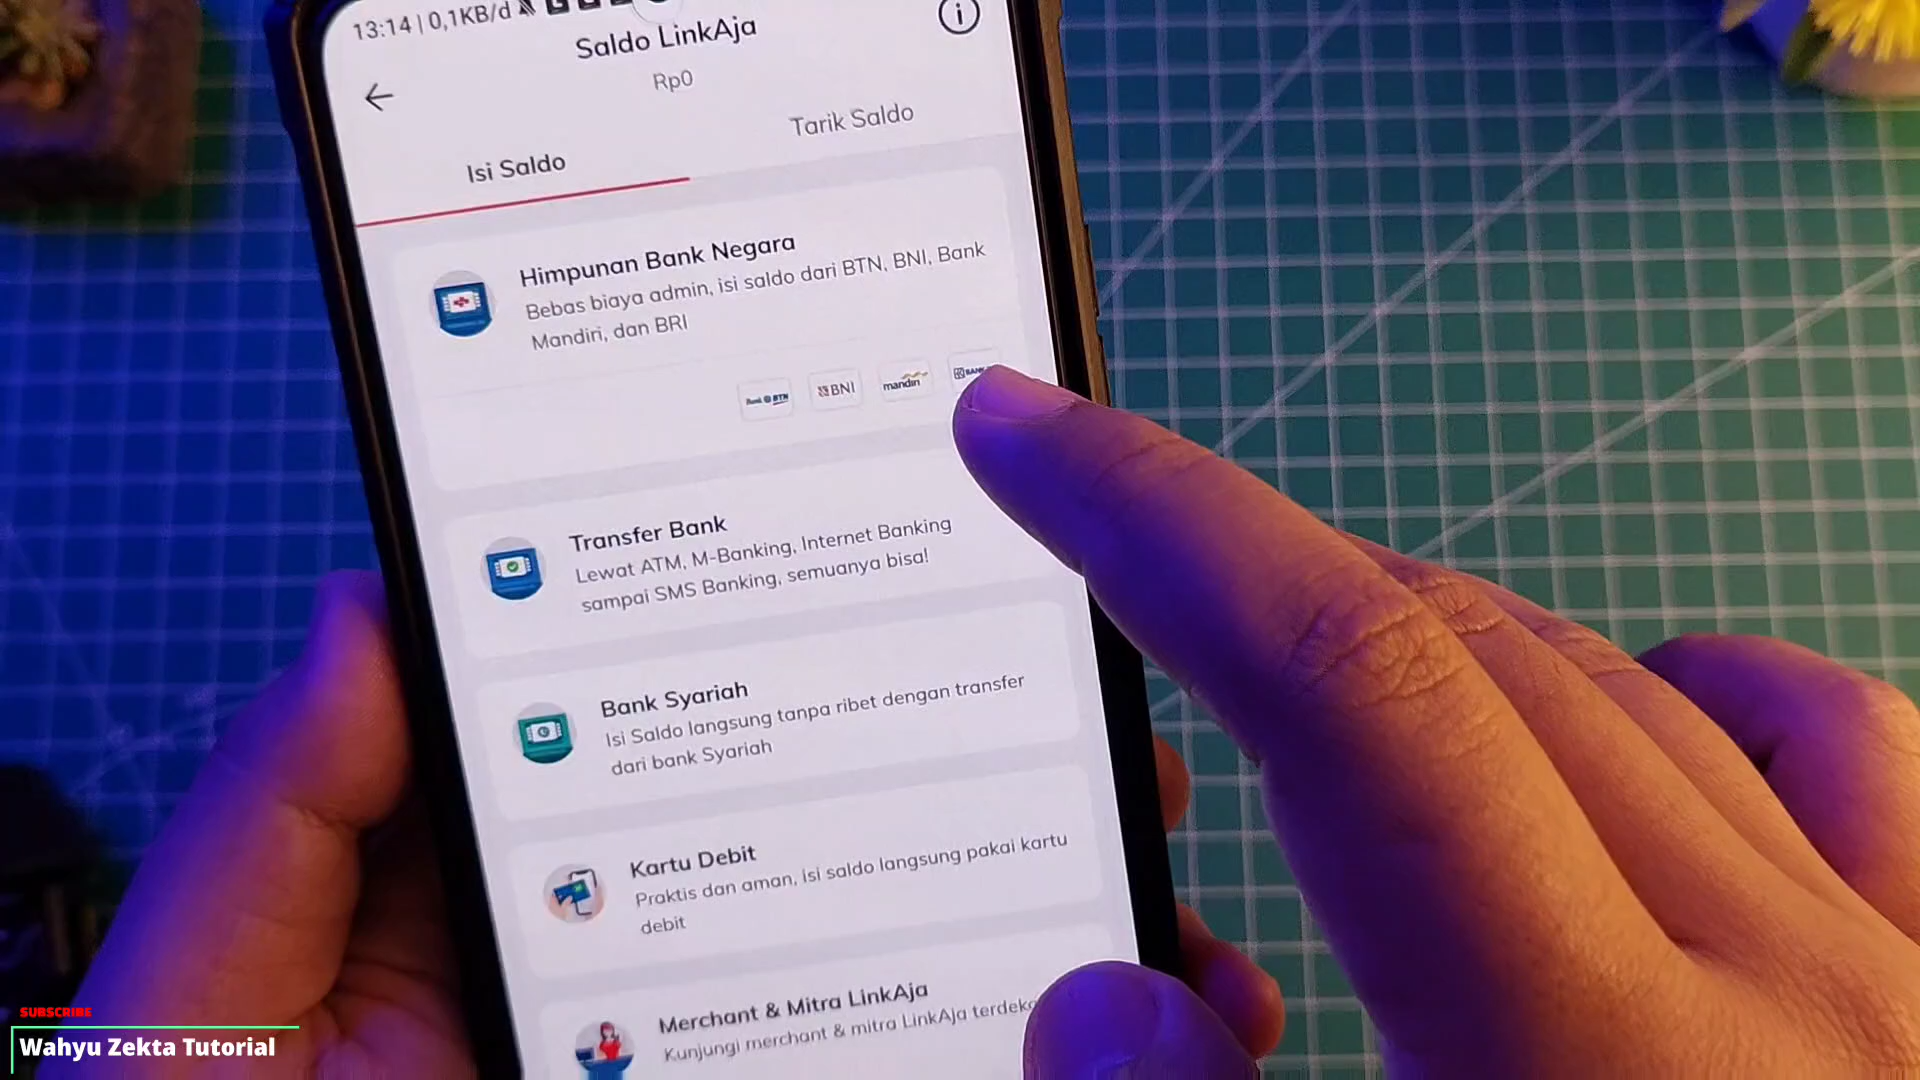 13:14 | 0,1KB/d
Saldo LinkAja
Rp0
Isi Saldo
Tarik Saldo
Himpunan Bank Negara
Bebas biaya admin, isi saldo dari BTN, BNI, Bank
Mandiri, dan BRI
Bank BTN
BNI
mandiri
BANK
Transfer Bank
Lewat ATM, M-Banking, Internet Banking
sampai SMS Banking, semuanya bisa!
Bank Syariah
Isi Saldo langsung tanpa ribet dengan transfer
dari bank Syariah
Kartu Debit
Praktis dan aman, isi saldo langsung pakai kartu
debit
Merchant & Mitra LinkAja
Kunjungi merchant & mitra LinkAja
SUBSCRIBE
Wahyu Zekta Tutorial